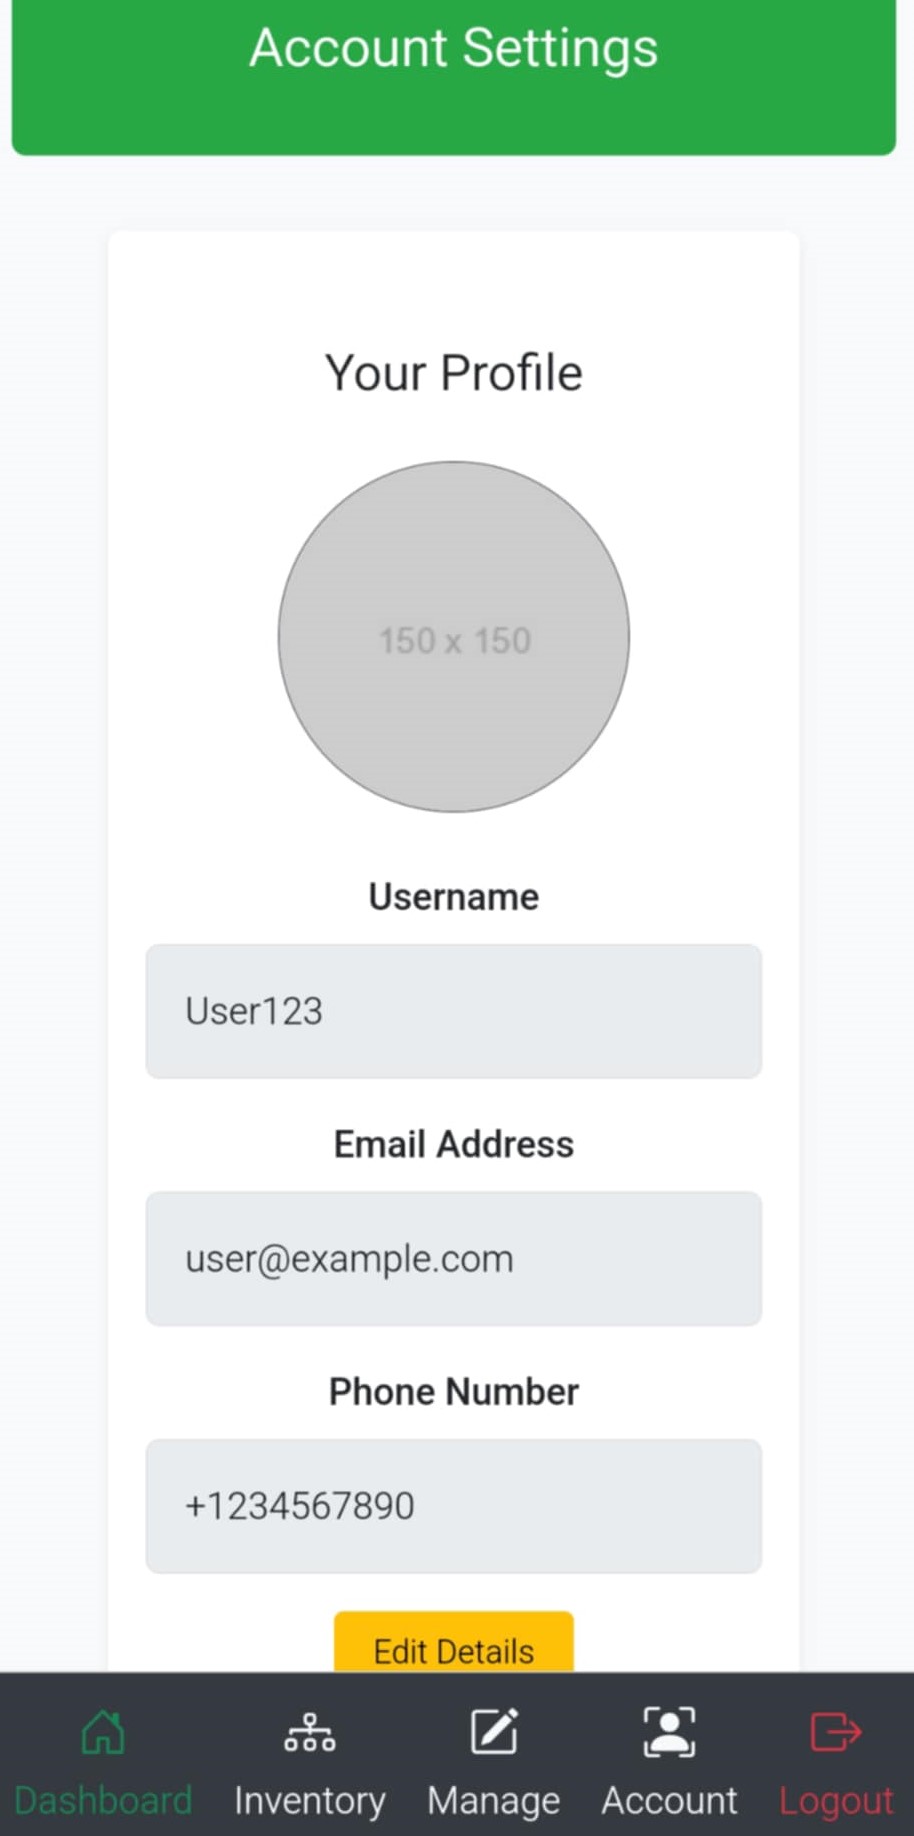 Account Settings
Your Profile
150 x 150
Username
User123
Email Address
user@example.com
Phone Number
+1234567890
Edit Details
Dashboard Inventory Manage Account Logout